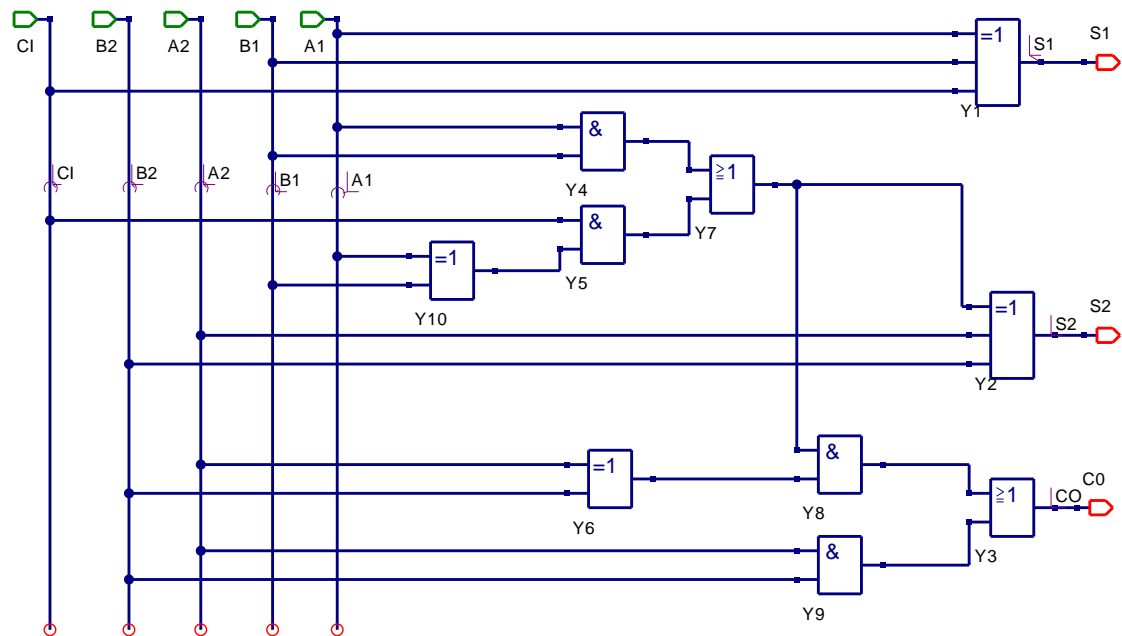 CI B2 A2 B1 A1
=1 S1 S1
Y1
&
Y4
CI B2 A2 B1 A1
≧1
Y7
&
Y5
=1
Y10
=1 S2 S2
Y2
&
Y8
=1
Y6
≧1 CO C0
Y3
&
Y9